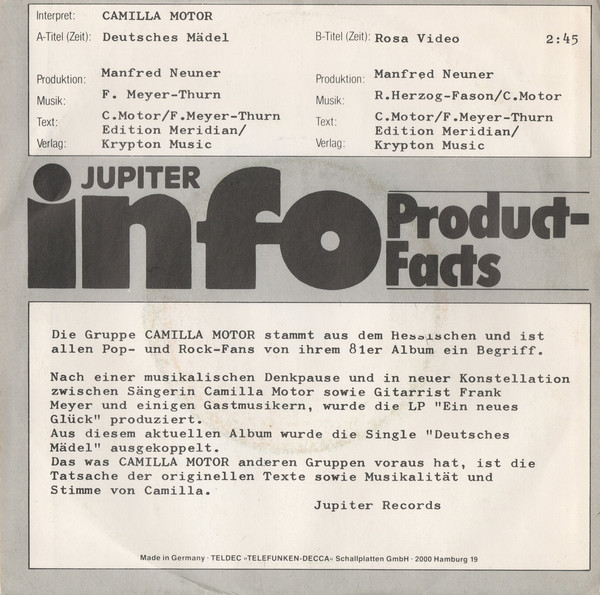 Interpret: CAMILLA MOTOR
A-Titel (Zeit): Deutsches Mädel
B-Titel (Zeit): Rosa Video 2:45
Produktion: Manfred Neuner
Musik: F. Meyer-Thurn
Text: C.Motor/F.Meyer-Thurn
Edition Meridian/
Verlag: Krypton Music
Produktion: Manfred Neuner
Musik: R.Herzog-Fason/C.Motor
Text: C.Motor/F.Meyer-Thurn
Edition Meridian/
Verlag: Krypton Music
JUPITER
info
Product-
Facts
Die Gruppe CAMILLA MOTOR stammt aus dem Hessischen und ist
allen Pop- und Rock-Fans von ihrem 81er Album ein Begriff.
Nach einer musikalischen Denkpause und in neuer Konstellation
zwischen Sängerin Camilla Motor sowie Gitarrist Frank
Meyer und einigen Gastmusikern, wurde die LP "Ein neues
Glück" produziert.
Aus diesem aktuellen Album wurde die Single "Deutsches
Mädel" ausgekoppelt.
Das was CAMILLA MOTOR anderen Gruppen voraus hat, ist die
Tatsache der originellen Texte sowie Musikalität und
Stimme von Camilla.
Jupiter Records
Made in Germany · TELDEC »TELEFUNKEN-DECCA« Schallplatten GmbH · 2000 Hamburg 19